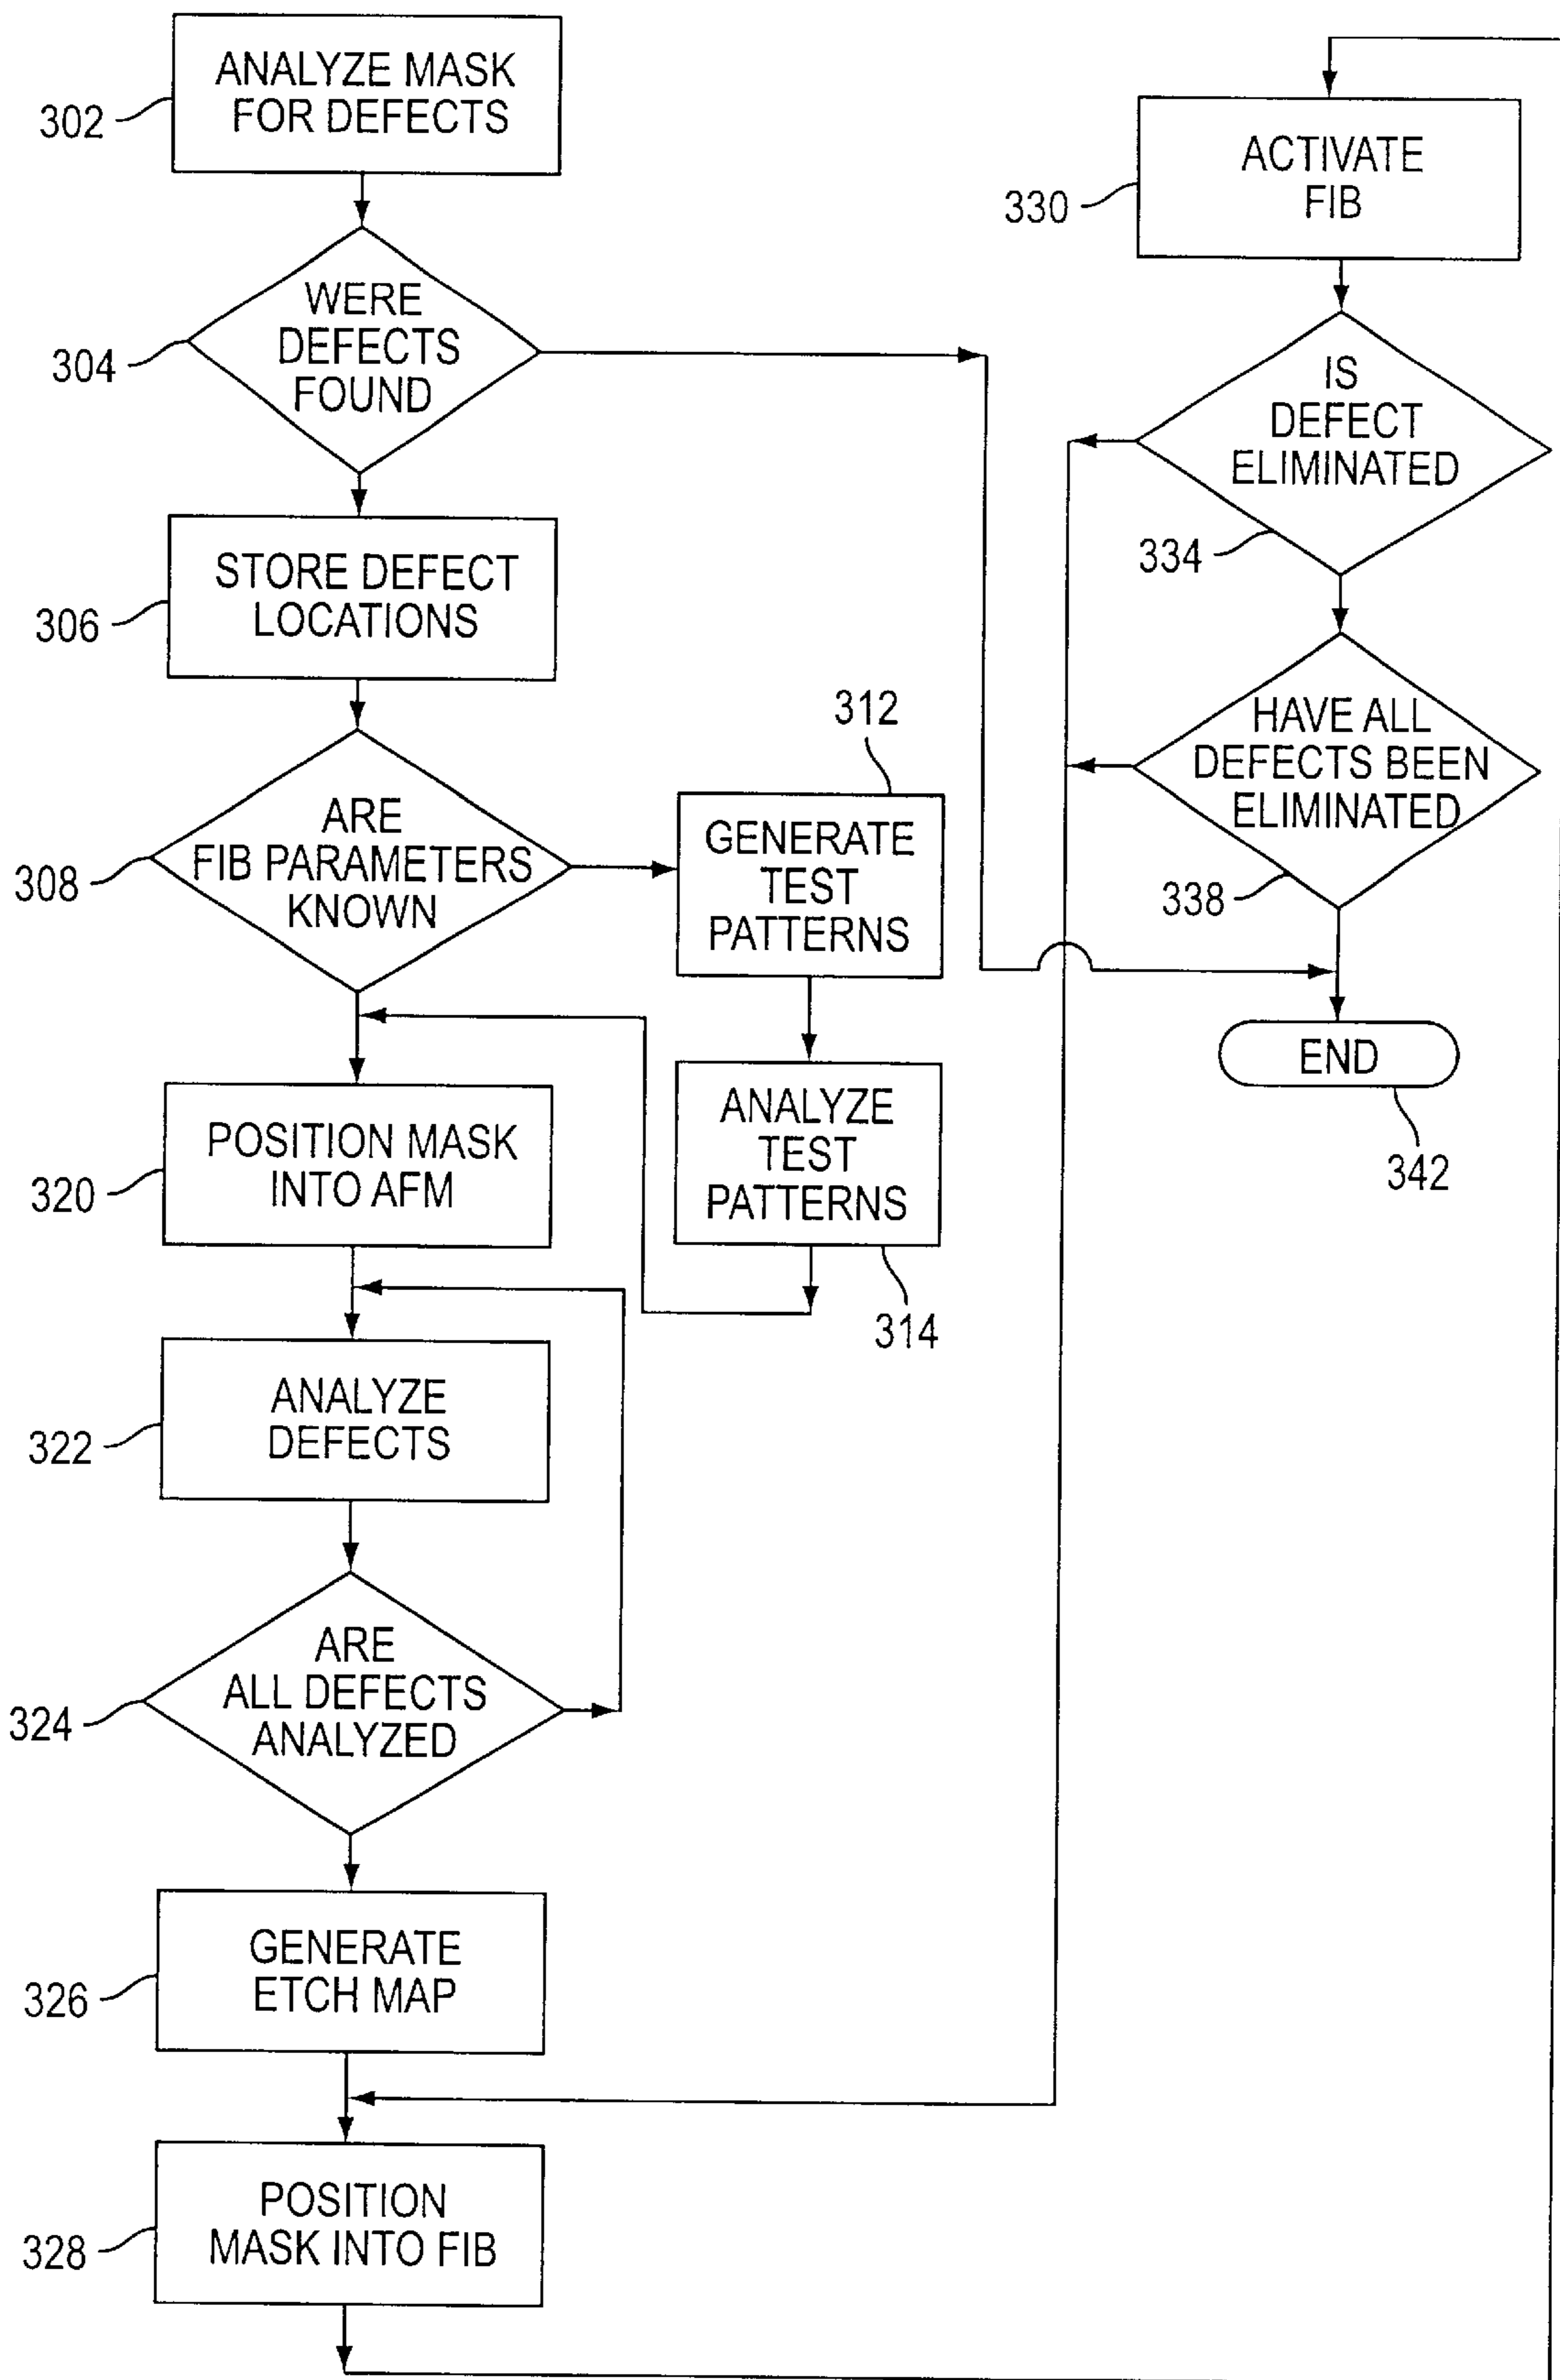 ANALYZE MASK
FOR DEFECTS
302
WERE
DEFECTS
FOUND
304
STORE DEFECT
LOCATIONS
306
ARE
FIB PARAMETERS
KNOWN
308
312
GENERATE
TEST
PATTERNS
ANALYZE
TEST
PATTERNS
314
POSITION MASK
INTO AFM
320
ANALYZE
DEFECTS
322
ARE
ALL DEFECTS
ANALYZED
324
GENERATE
ETCH MAP
326
POSITION
MASK INTO FIB
328
ACTIVATE
FIB
330
IS
DEFECT
ELIMINATED
334
HAVE ALL
DEFECTS BEEN
ELIMINATED
338
END
342